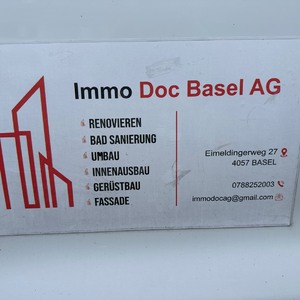 Immo Doc Basel AG
RENOVIEREN
BAD SANIERUNG
UMBAU
INNENAUSBAU
GERÜSTBAU
FASSADE
Eimeldingerweg 27
4057 BASEL
0788252003
immodocag@gmail.com